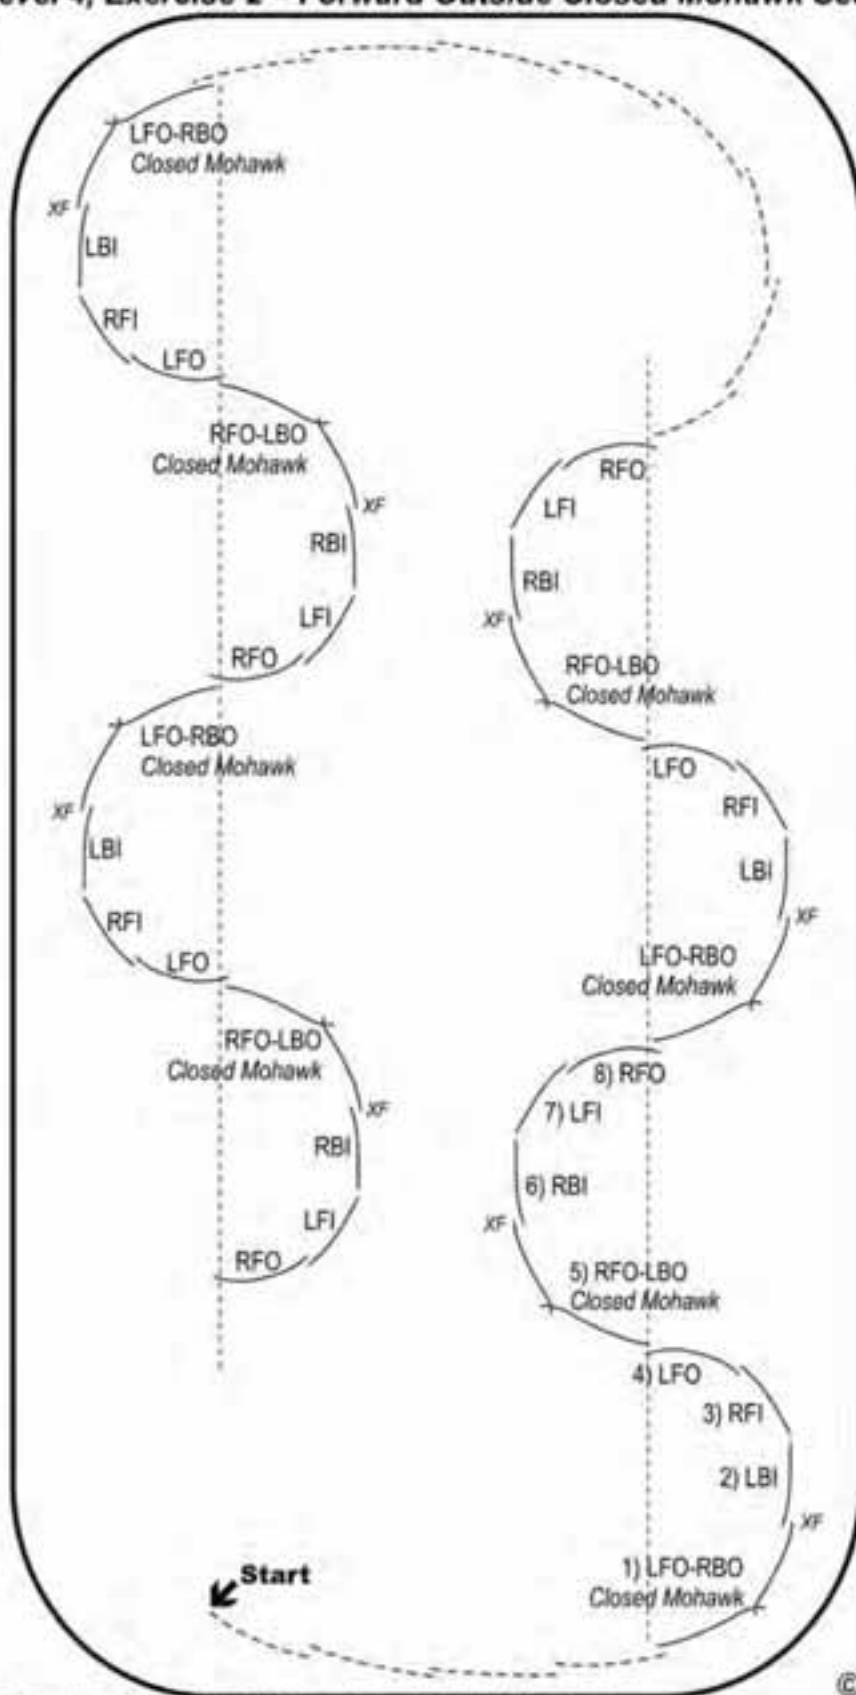 LFO-RBO
Closed Mohawk
XF
LBI
RFI
LFO
RFO-LBO
Closed Mohawk
XF
RBI
LFI
RFO
LFO-RBO
Closed Mohawk
XF
LBI
RFI
LFO
RFO-LBO
Closed Mohawk
XF
RBI
LFI
RFO
Start
RFO
LFI
RBI
XF
RFO-LBO
Closed Mohawk
LFO
RFI
LBI
XF
LFO-RBO
Closed Mohawk
8) RFO
7) LFI
6) RBI
XF
5) RFO-LBO
Closed Mohawk
4) LFO
3) RFI
2) LBI
XF
1) LFO-RBO
Closed Mohawk
©